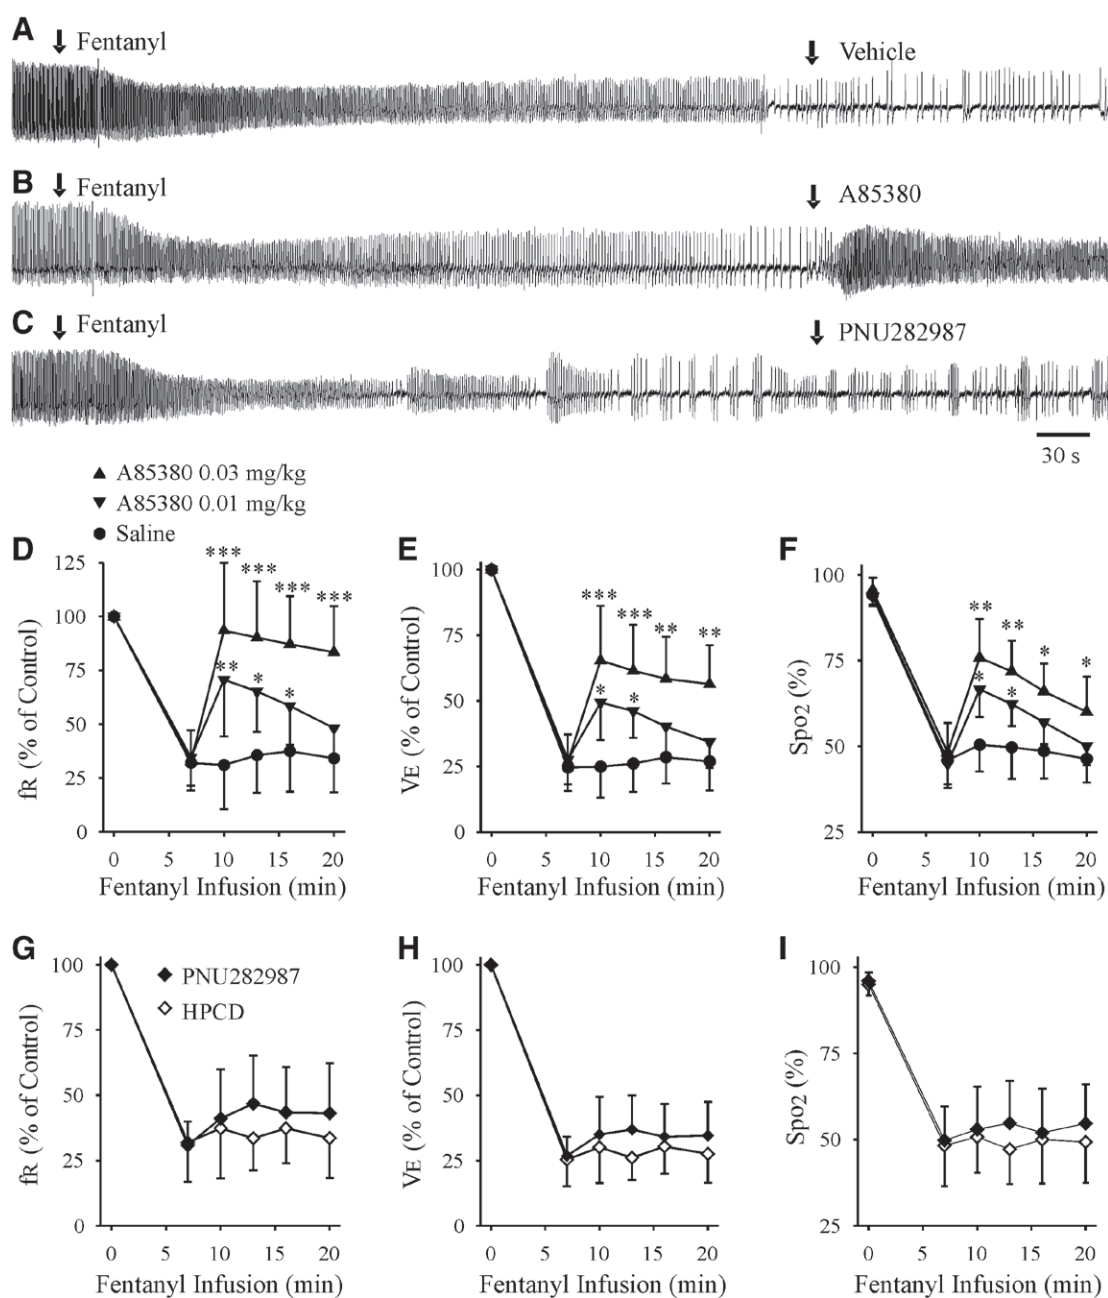 A
Fentanyl
Vehicle
B
Fentanyl
A85380
C
Fentanyl
PNU282987
30 s
A85380 0.03 mg/kg
A85380 0.01 mg/kg
Saline
D
125
100
75
50
25
0
fR (% of Control)
*** *** *** ***
** * *
0 5 10 15 20
Fentanyl Infusion (min)
E
100
75
50
25
0
VE (% of Control)
*** *** ** **
* *
0 5 10 15 20
Fentanyl Infusion (min)
F
100
75
50
25
Spo2 (%)
** ** * *
* *
0 5 10 15 20
Fentanyl Infusion (min)
G
100
75
50
25
0
fR (% of Control)
PNU282987
HPCD
0 5 10 15 20
Fentanyl Infusion (min)
H
100
75
50
25
0
VE (% of Control)
0 5 10 15 20
Fentanyl Infusion (min)
I
100
75
50
25
Spo2 (%)
0 5 10 15 20
Fentanyl Infusion (min)